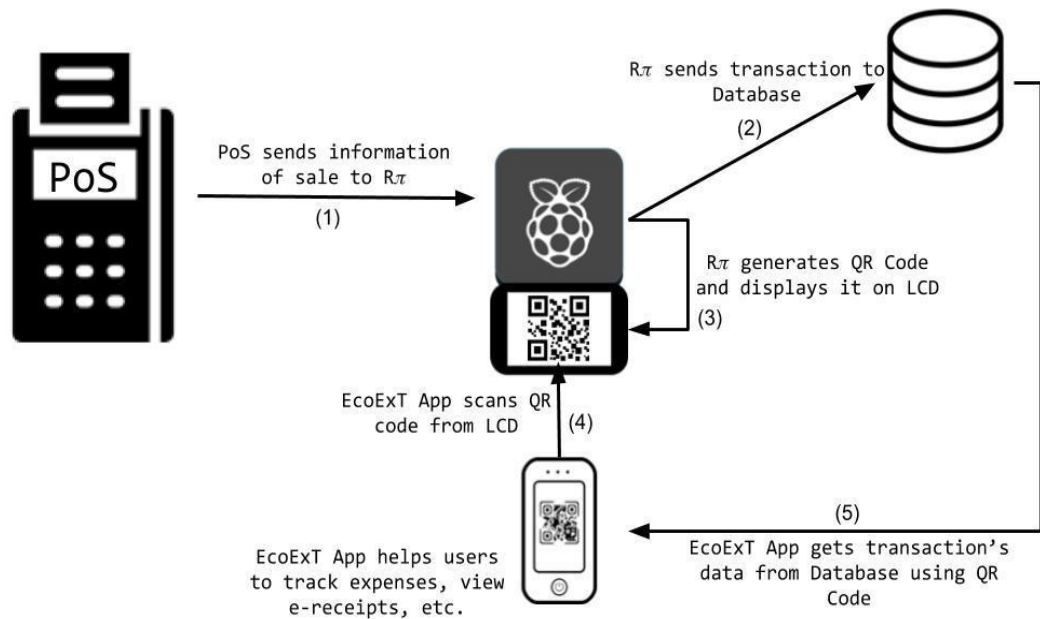 PoS
PoS sends information
of sale to Rπ
(1)
Rπ sends transaction to
Database
(2)
Rπ generates QR Code
and displays it on LCD
(3)
EcoExT App scans QR
code from LCD
(4)
(5)
EcoExT App gets transaction’s
data from Database using QR
Code
EcoExT App helps users
to track expenses, view
e-receipts, etc.